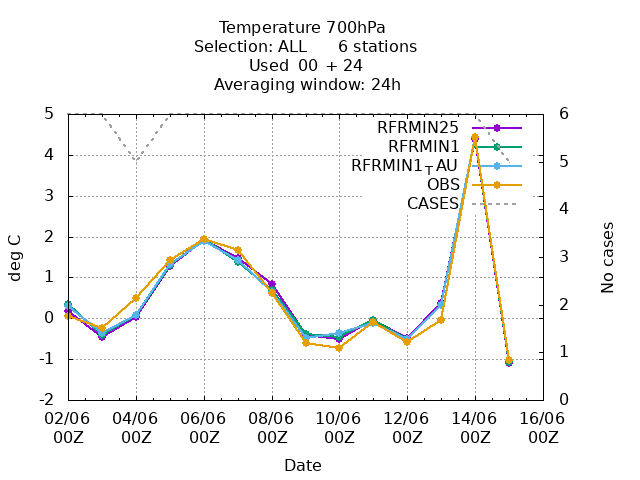 Temperature 700hPa
Selection: ALL      6 stations
Used  00  + 24
Averaging window: 24h
5
4
3
2
1
0
-1
-2
deg C
6
5
4
3
2
1
0
No cases
RFRMIN25
RFRMIN1
RFRMIN1_TAU
OBS
CASES
02/06 04/06 06/06 08/06 10/06 12/06 14/06 16/06
00Z 00Z 00Z 00Z 00Z 00Z 00Z 00Z
Date